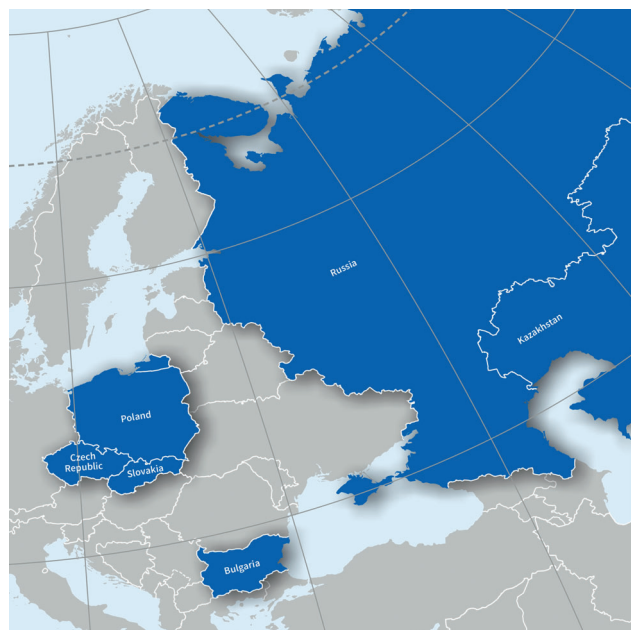 Russia
Kazakhstan
Poland
Czech
Republic
Slovakia
Bulgaria